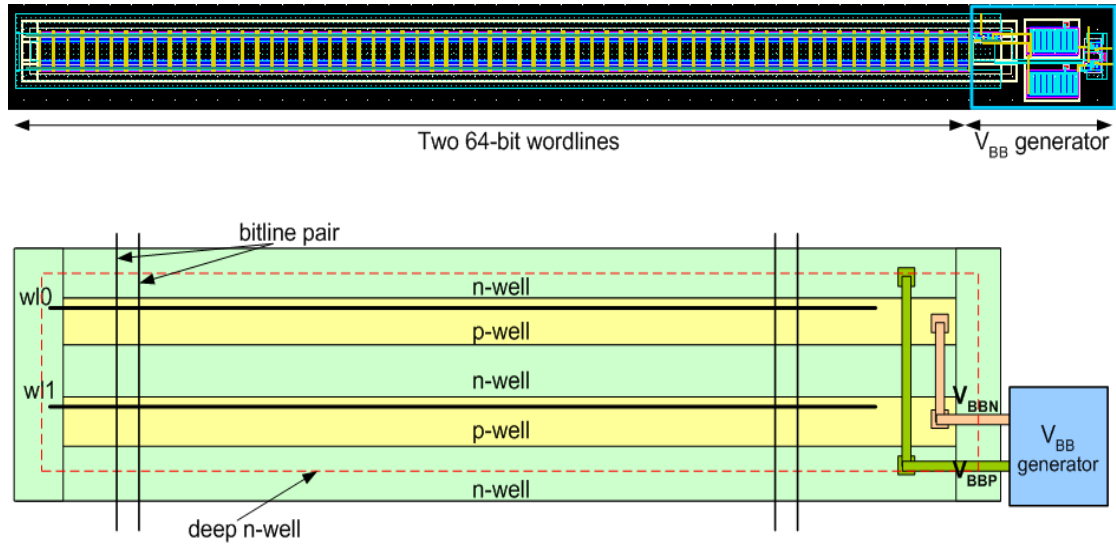 Two 64-bit wordlines
VBB generator
bitline pair
n-well
wl0
p-well
n-well
wl1
VBBN
p-well
VBB
generator
VBBP
n-well
deep n-well